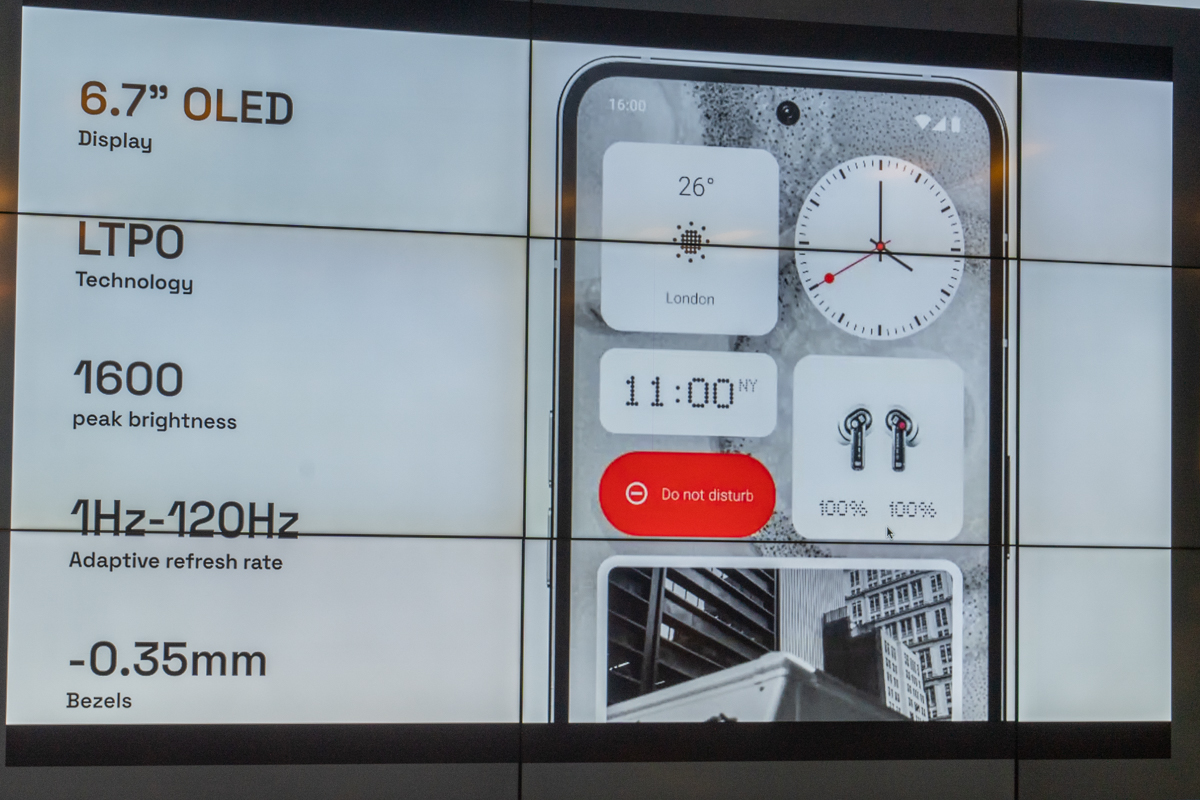 6.7” OLED
Display
LTPO
Technology
1600
peak brightness
1Hz-120Hz
Adaptive refresh rate
-0.35mm
Bezels
16:00
26°
London
11:00 NY
Do not disturb
100% 100%